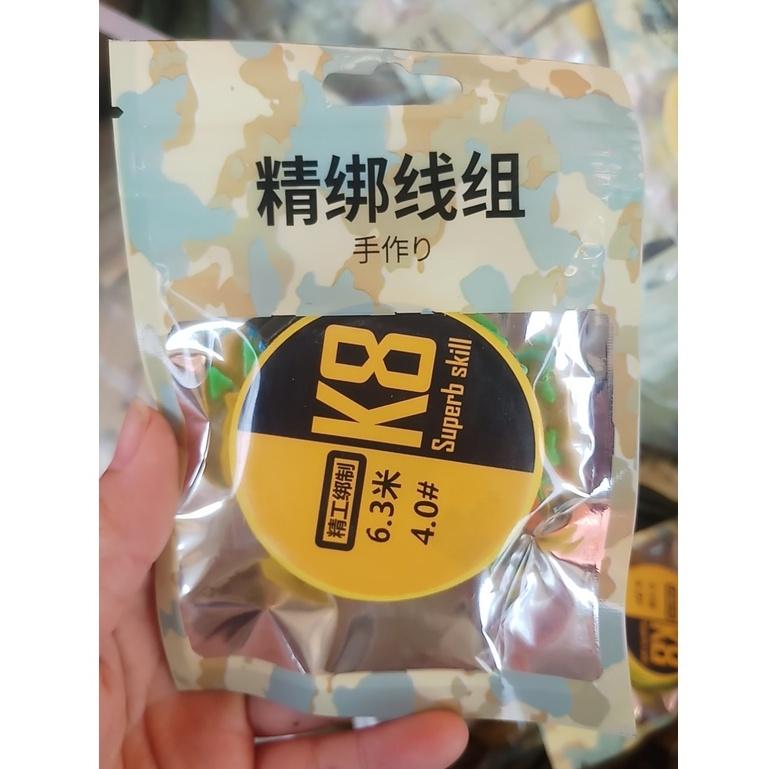 精绑线组
手作り
K8
Superb skill
精工绑制
6.3米
4.0#
K8